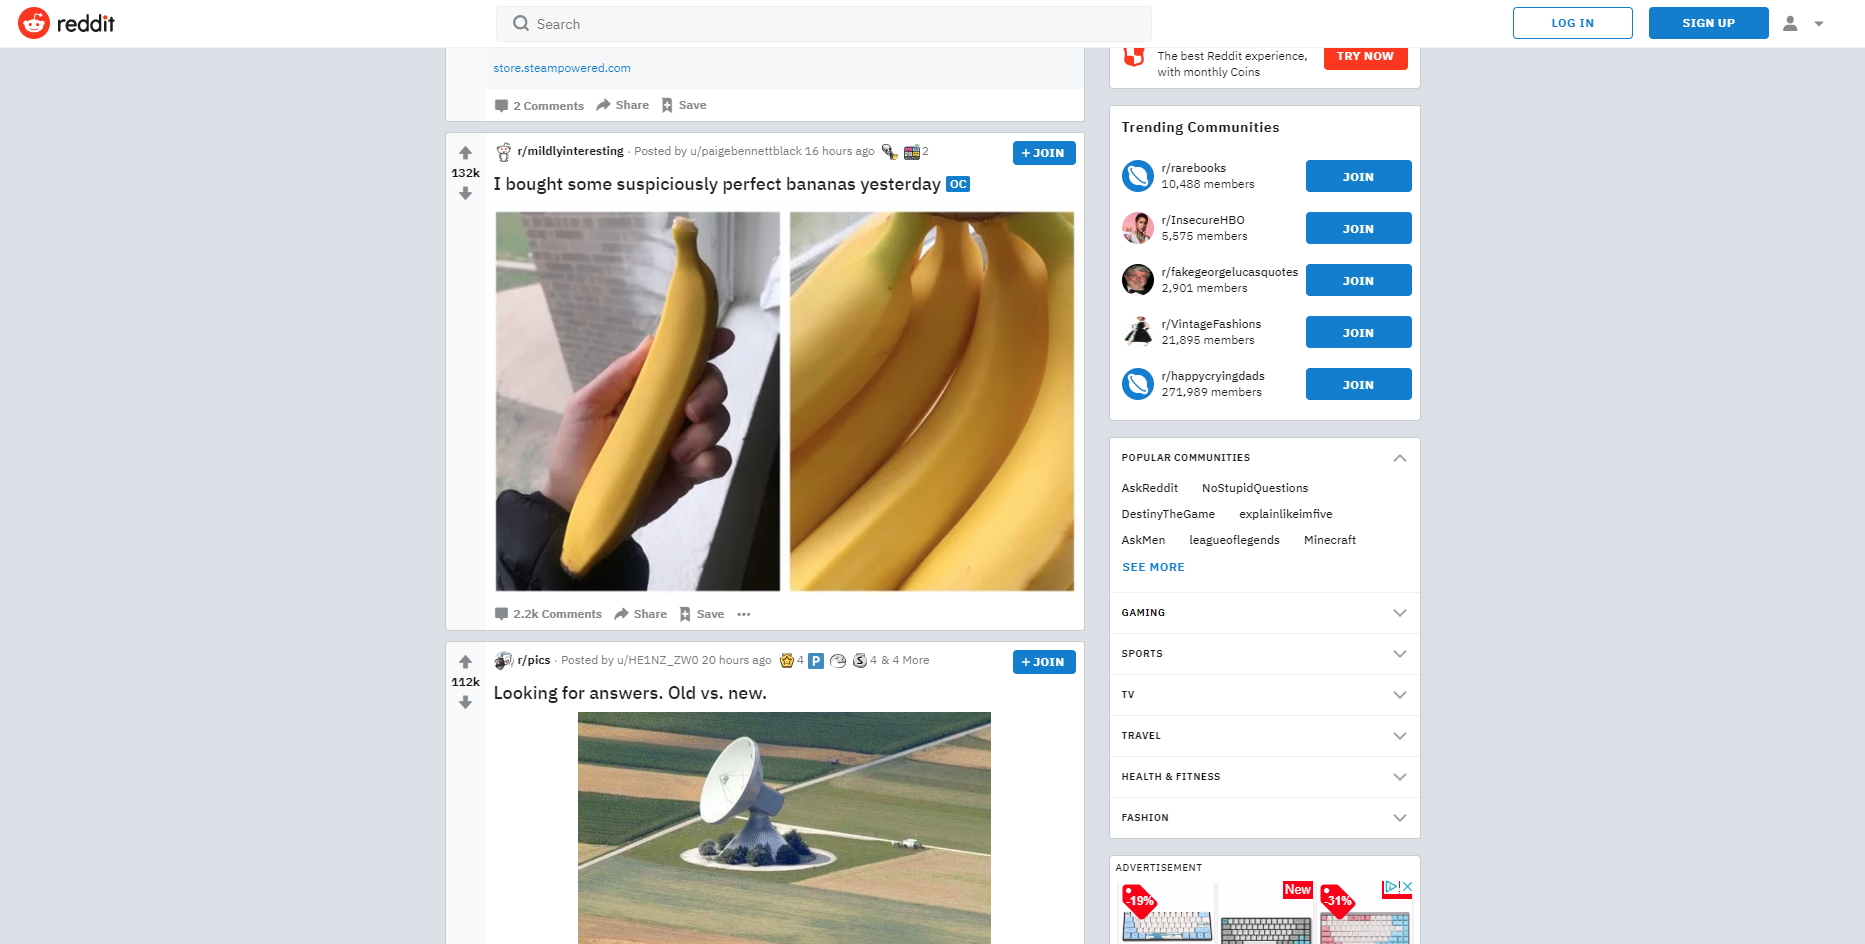 reddit
Search
LOG IN
SIGN UP
store.steampowered.com
2 Comments
Share
Save
r/mildlyinteresting · Posted by u/paigebennettblack 16 hours ago
2
+ JOIN
132k
I bought some suspiciously perfect bananas yesterday OC
2.2k Comments
Share
Save
r/pics · Posted by u/HE1NZ_ZW0 20 hours ago
4 P S 4 & 4 More
+ JOIN
112k
Looking for answers. Old vs. new.
The best Reddit experience,
with monthly Coins
TRY NOW
Trending Communities
r/rarebooks
10,488 members
JOIN
r/InsecureHBO
5,575 members
JOIN
r/fakegeorgelucasquotes
2,901 members
JOIN
r/VintageFashions
21,895 members
JOIN
r/happycryingdads
271,989 members
JOIN
POPULAR COMMUNITIES
AskReddit NoStupidQuestions
DestinyTheGame explainlikeimfive
AskMen leagueoflegends Minecraft
SEE MORE
GAMING
SPORTS
TV
TRAVEL
HEALTH & FITNESS
FASHION
ADVERTISEMENT
-19%
New
-31%